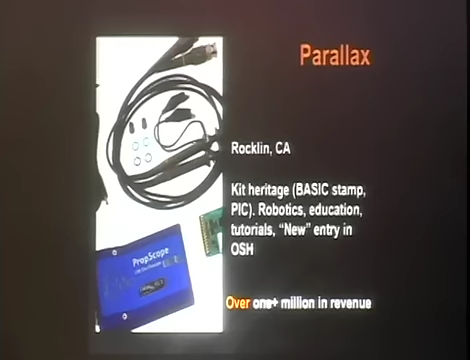 Parallax
Rocklin, CA
Kit heritage (BASIC stamp,
PIC). Robotics, education,
tutorials, "New" entry in
OSH
Over one+ million in revenue
PropScope